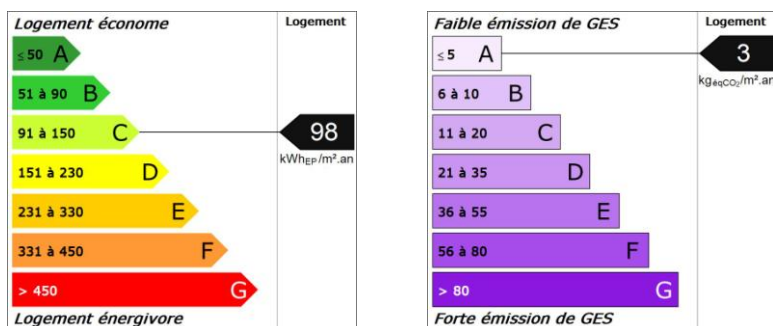 Logement économe
Logement
≤ 50 A
51 à 90 B
91 à 150 C
98
kWhEP/m².an
151 à 230 D
231 à 330 E
331 à 450 F
> 450 G
Logement énergivore
Faible émission de GES
Logement
≤ 5 A
3
kgéqCO₂/m².an
6 à 10 B
11 à 20 C
21 à 35 D
36 à 55 E
56 à 80 F
> 80 G
Forte émission de GES